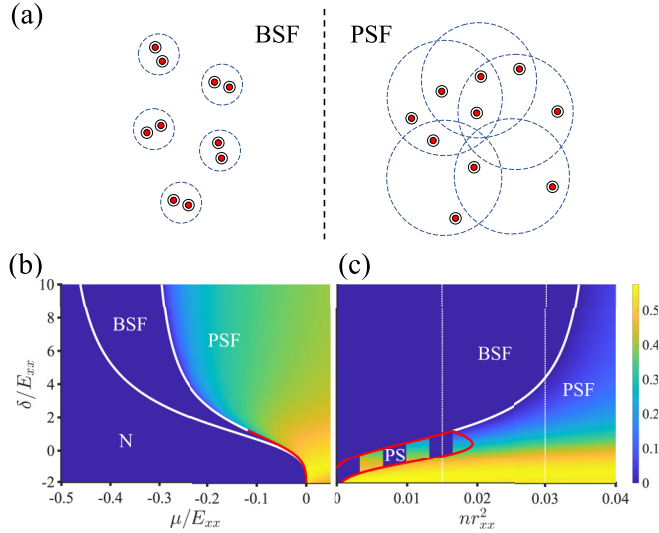 (a)
BSF PSF
(b) (c)
10
8
6
4
2
0
-2
δ/E_xx
BSF
PSF
N
-0.5 -0.4 -0.3 -0.2 -0.1 0
μ/E_xx
BSF
PSF
PS
0 0.01 0.02 0.03 0.04
nr²_xx
0.5
0.4
0.3
0.2
0.1
0